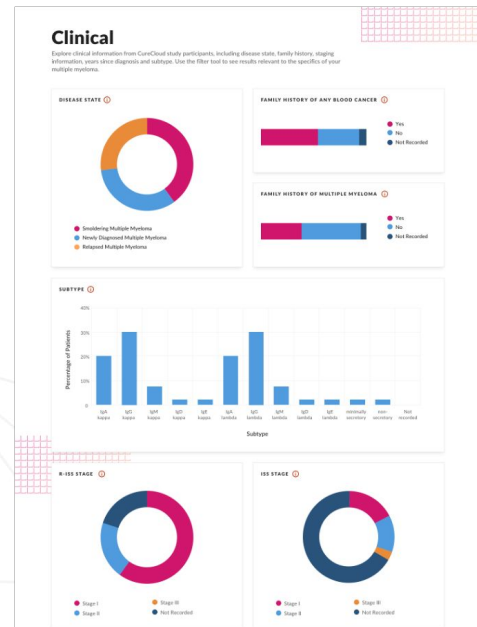 Clinical
Explore clinical information from CureCloud study participants, including disease state, family history, staging
information, years since diagnosis and subtype. Use the filter tool to see results relevant to the specifics of your
multiple myeloma.
DISEASE STATE
Smoldering Multiple Myeloma
Newly Diagnosed Multiple Myeloma
Relapsed Multiple Myeloma
FAMILY HISTORY OF ANY BLOOD CANCER
Yes
No
Not Recorded
FAMILY HISTORY OF MULTIPLE MYELOMA
Yes
No
Not Recorded
SUBTYPE
Percentage of Patients
40%
30%
20%
10%
0
IgA kappa
IgG kappa
IgM kappa
IgD kappa
IgE kappa
IgA lambda
IgG lambda
IgM lambda
IgD lambda
IgE lambda
minimally secretory
non-secretory
Not recorded
Subtype
R-ISS STAGE
Stage I
Stage II
Stage III
Not Recorded
ISS STAGE
Stage I
Stage II
Stage III
Not Recorded